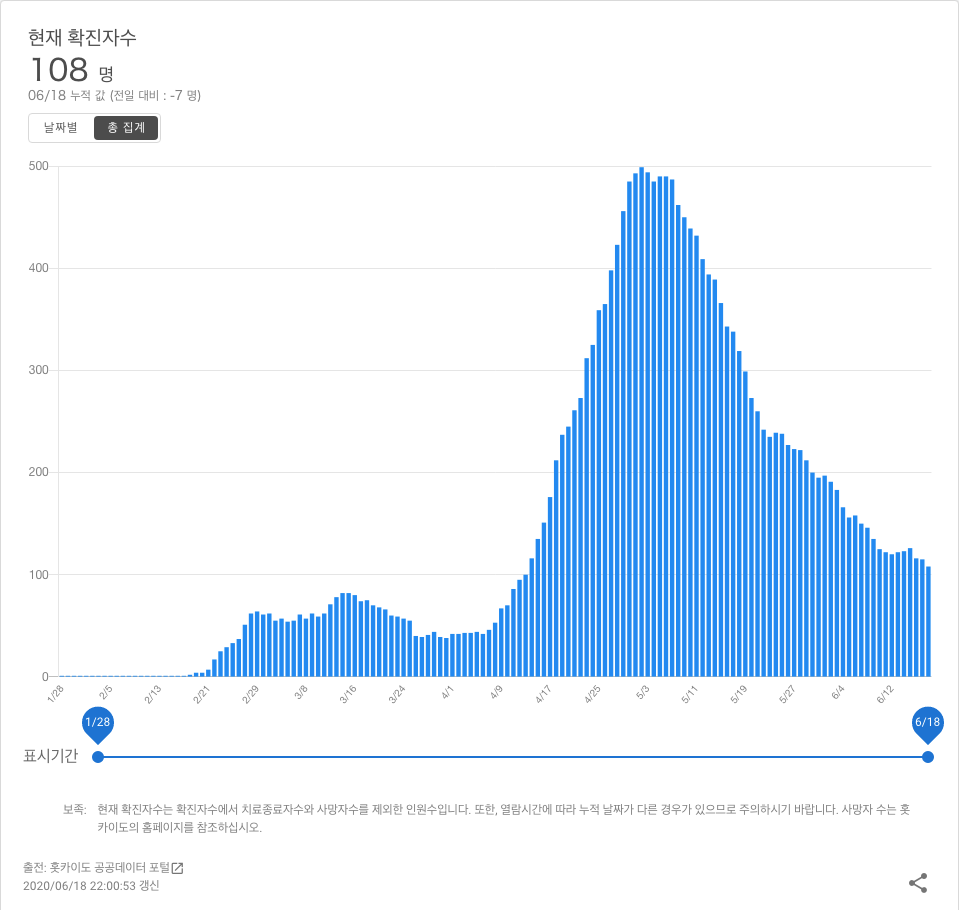 현재 확진자수
108 명
06/18 누적 값 (전일 대비 : -7 명)
날짜별 총 집계
500
400
300
200
100
0
1/28 2/5 2/13 2/21 2/29 3/8 3/16 3/24 4/1 4/9 4/17 4/25 5/3 5/11 5/19 5/27 6/4 6/12
1/28 6/18
표시기간
보족: 현재 확진자수는 확진자수에서 치료종료자수와 사망자수를 제외한 인원수입니다. 또한, 열람시간에 따라 누적 날짜가 다른 경우가 있으므로 주의하시기 바랍니다. 사망자 수는 홋
카이도의 홈페이지를 참조하십시오.
출전: 홋카이도 공공데이터 포털
2020/06/18 22:00:53 갱신